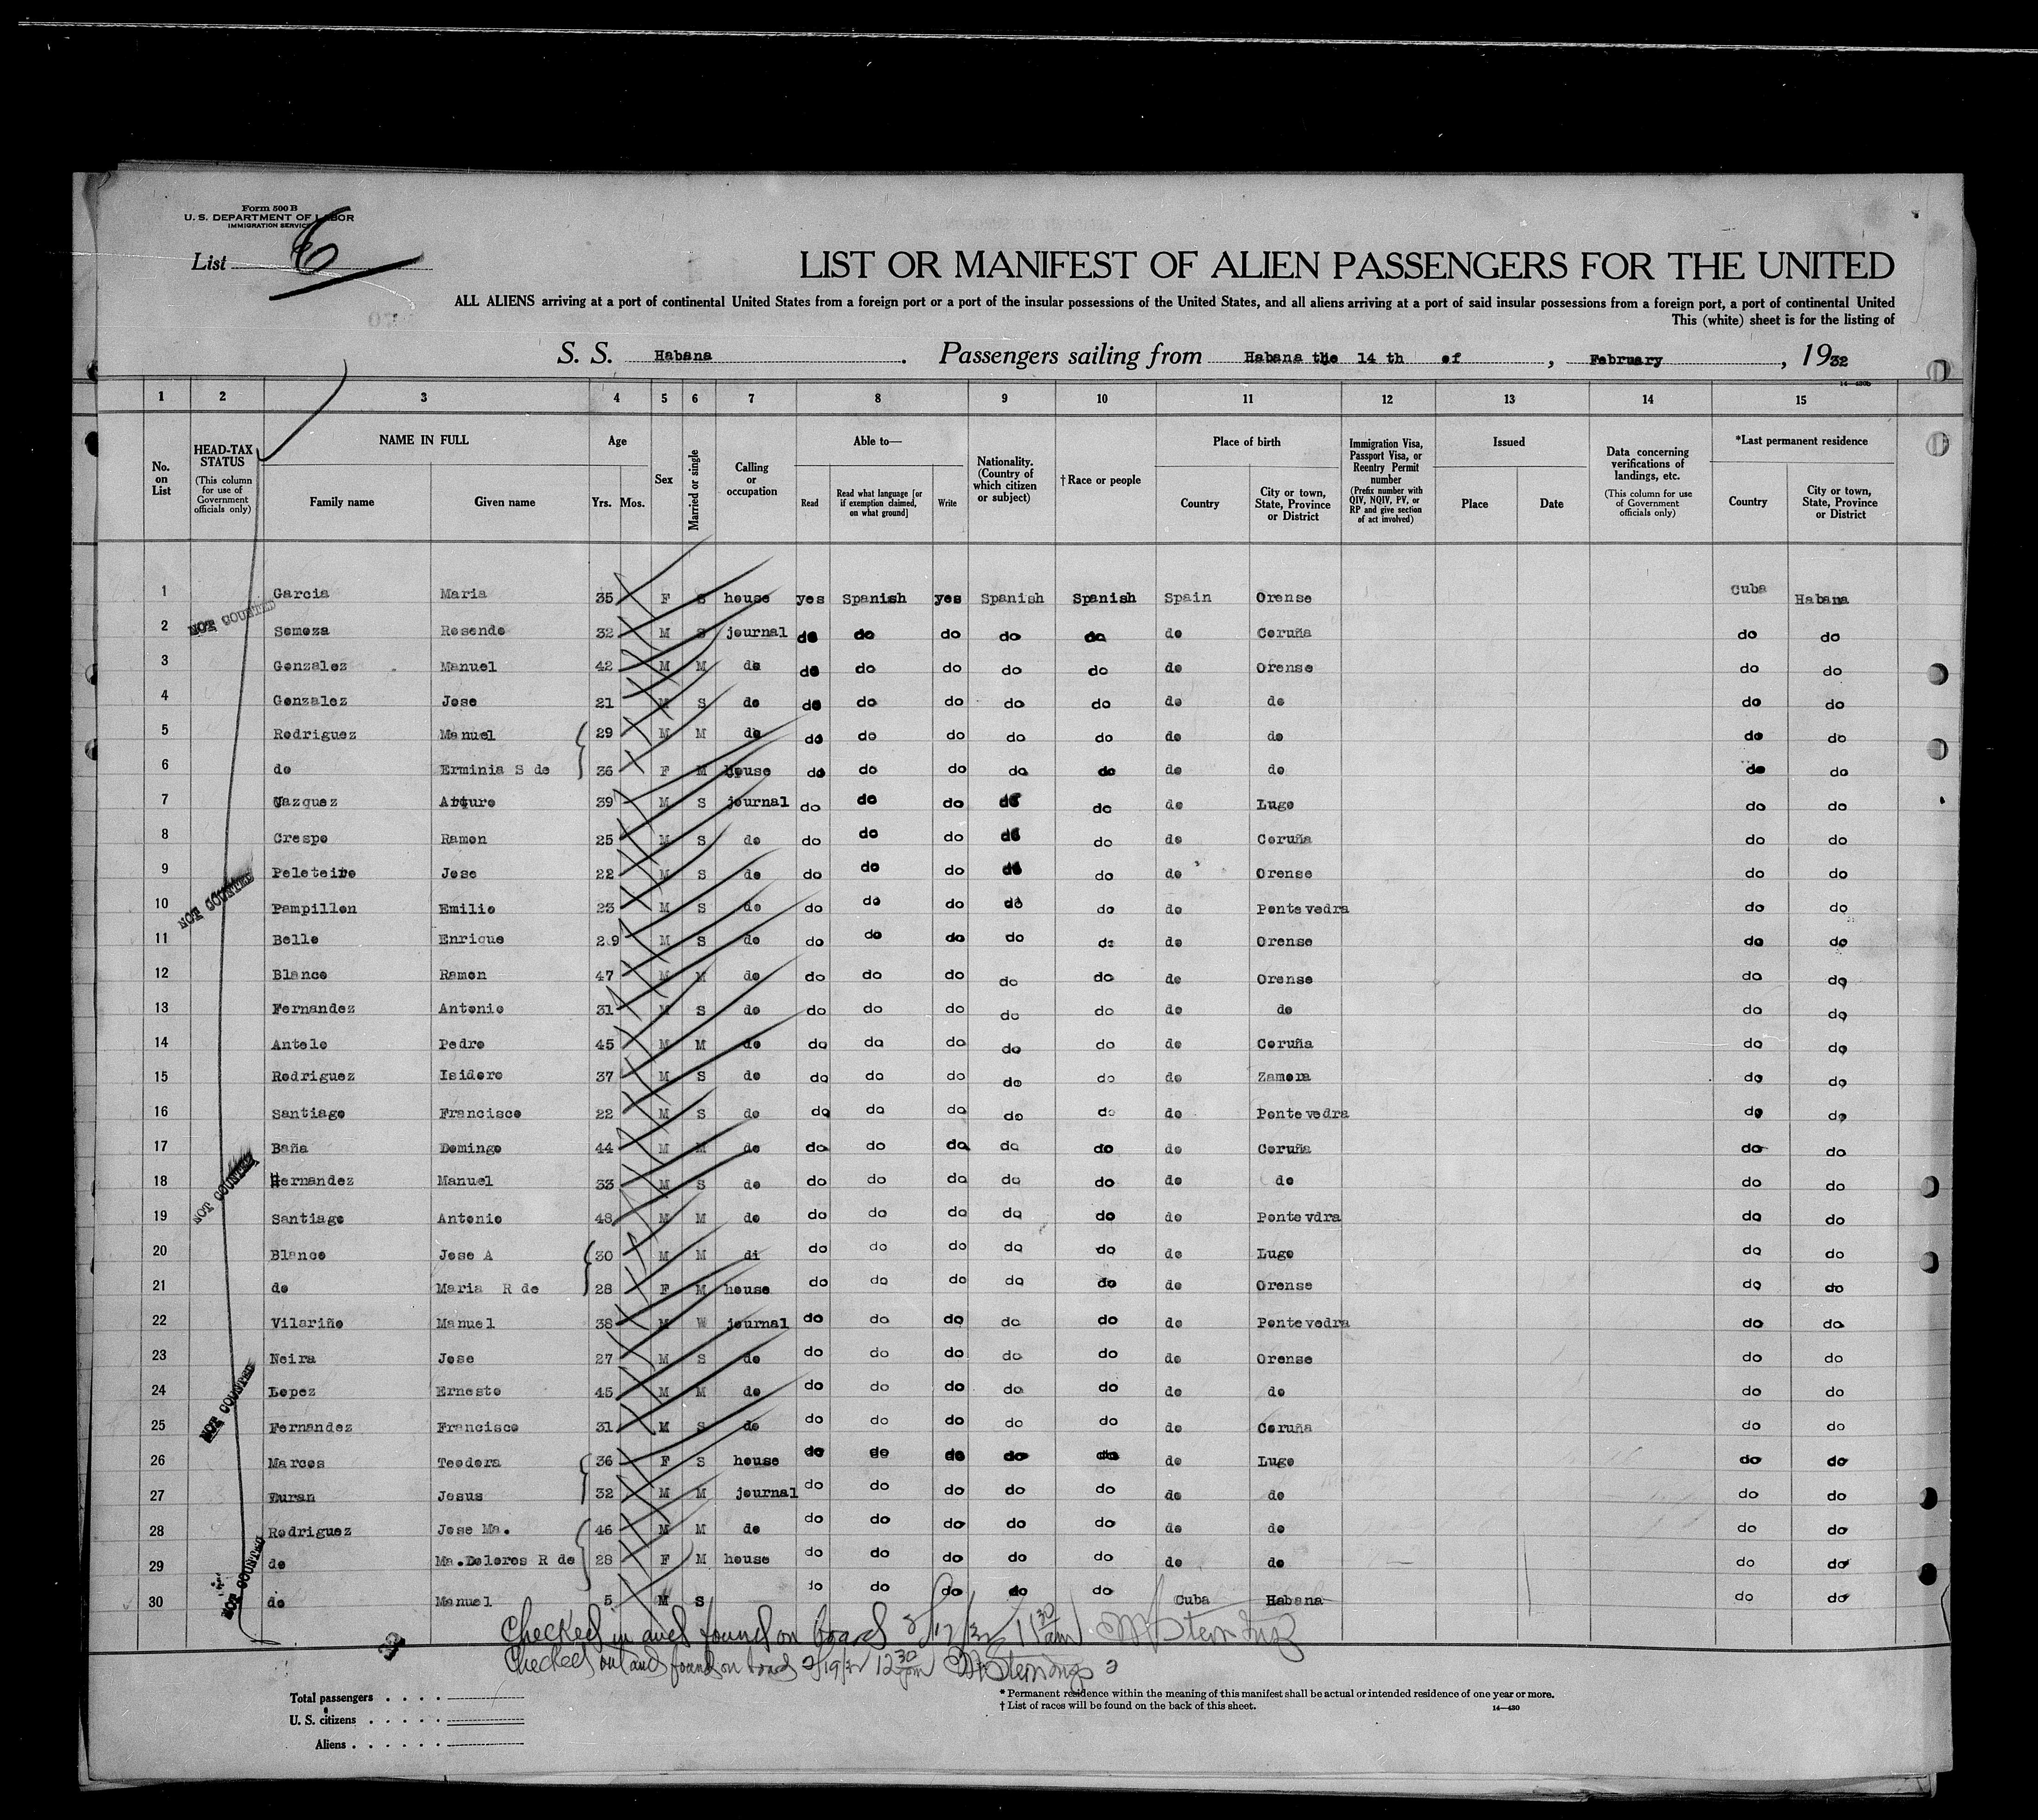 Form 500 B
U. S. DEPARTMENT OF LABOR
IMMIGRATION SERVICE
List 6
LIST OR MANIFEST OF ALIEN PASSENGERS FOR THE UNITED
ALL ALIENS arriving at a port of continental United States from a foreign port or a port of the insular possessions of the United States, and all aliens arriving at a port of said insular possessions from a foreign port, a port of continental United
This (white) sheet is for the listing of
S. S. Habana. Passengers sailing from Habana the 14 th of, February, 1932
14—430b
1 2 3 4 5 6 7 8 9 10 11 12 13 14 15
No. on List
HEAD-TAX STATUS (This column for use of Government officials only)
NAME IN FULL Family name Given name
Age Yrs. Mos.
Sex
Married or single
Calling or occupation
Able to— Read Read what language [or if exemption claimed, on what ground] Write
Nationality. (Country of which citizen or subject)
†Race or people
Place of birth Country City or town, State, Province or District
Immigration Visa, Passport Visa, or Reentry Permit number (Prefix number with QIV, NQIV, PV, or RP and give section of act involved)
Issued Place Date
Data concerning verifications of landings, etc. (This column for use of Government officials only)
*Last permanent residence Country City or town, State, Province or District
1 Garcia Maria 35 F S house yes Spanish yes Spanish Spanish Spain Orense Cuba Habana
NOT COUNTED
2 Someza Resendo 32 M S journal do do do do do do Coruña do do
3 Gonzalez Manuel 42 M M do do do do do do do Orense do do
4 Gonzalez Jose 21 M S do do do do do do do do do do
5 Rodriguez Manuel 29 M M do do do do do do do do do do
6 do Erminia S de 36 F M house do do do do do do do do do
7 Vazquez Arturo 39 M S journal do do do do do do Lugo do do
8 Crespo Ramon 25 M S do do do do do do do Coruña do do
9 Peleteiro Jose 22 M S do do do do do do do Orense do do
NOT COUNTED
10 Pampillon Emilio 23 M S do do do do do do do Pontevedra do do
11 Bello Enrique 29 M S do do do do do do do Orense do do
12 Blanco Ramon 47 M M do do do do do do do Orense do do
13 Fernandez Antonio 31 M S do do do do do do do do do do
14 Antelo Pedro 45 M M do do do do do do do Coruña do do
15 Rodriguez Isidoro 37 M S do do do do do do do Zamora do do
16 Santiago Francisco 22 M S do do do do do do do Pontevedra do do
17 Baña Domingo 44 M M do do do do do do do Coruña do do
18 Hernandez Manuel 33 M S do do do do do do do do do do
NOT COUNTED
19 Santiago Antonio 48 M M do do do do do do do Pontevdra do do
20 Blanco Jose A 30 M M di do do do do do do Lugo do do
21 do Maria R de 28 F M house do do do do do do Orense do do
22 Vilariño Manuel 38 M W journal do do do do do do Pontevedra do do
23 Neira Jose 27 M S do do do do do do do Orense do do
24 Lopez Ernesto 45 M M do do do do do do do do do do
NOT COUNTED
25 Fernandez Francisco 31 M S do do do do do do do Coruña do do
26 Marcos Teodora 36 F S house do do do do do do Lugo do do
27 Duran Jesus 32 M M journal do do do do do do do do do
28 Rodriguez Jose Ma. 46 M M do do do do do do do do do do
29 do Ma.Dolores R de 28 F M house do do do do do do do do do
NOT COUNTED
30 do Manuel 5 M S do do do do do Cuba Habana do do
Checked in and found on board 2/17/32 11 30 am
Checked out and found on board 2/19/32 12 30 pm
Total passengers
U. S. citizens
Aliens
* Permanent residence within the meaning of this manifest shall be actual or intended residence of one year or more.
† List of races will be found on the back of this sheet.
14—430